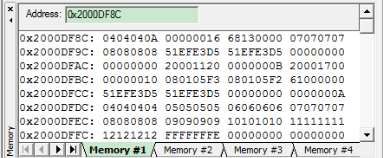 Address: 0x2000DF8C
0x2000DF8C: 0404040A 00000016 68130000 07070707
0x2000DF9C: 08080808 51EFE3D5 51EFE3D5 00000000
0x2000DFAC: 00000000 20001120 0000000B 20001700
0x2000DFBC: 00000010 080105F3 080105F2 61000000
0x2000DFCC: 51EFE3D5 51EFE3D5 00000000 0000000A
0x2000DFDC: 04040404 05050505 06060606 07070707
0x2000DFEC: 08080808 09090909 10101010 11111111
0x2000DFFC: 12121212 FFFFFFFE 00000000 00000000
Memory
Memory #1 Memory #2 Memory #3 Memory #4